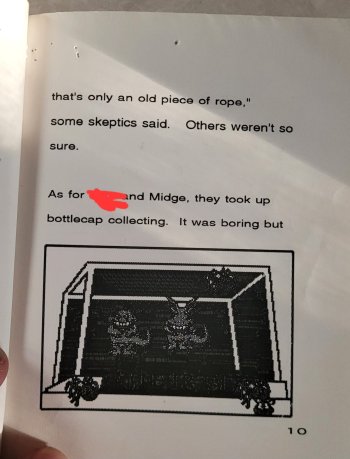 that's only an old piece of rope,"
some skeptics said. Others weren't so
sure.
As for and Midge, they took up
bottlecap collecting. It was boring but
10